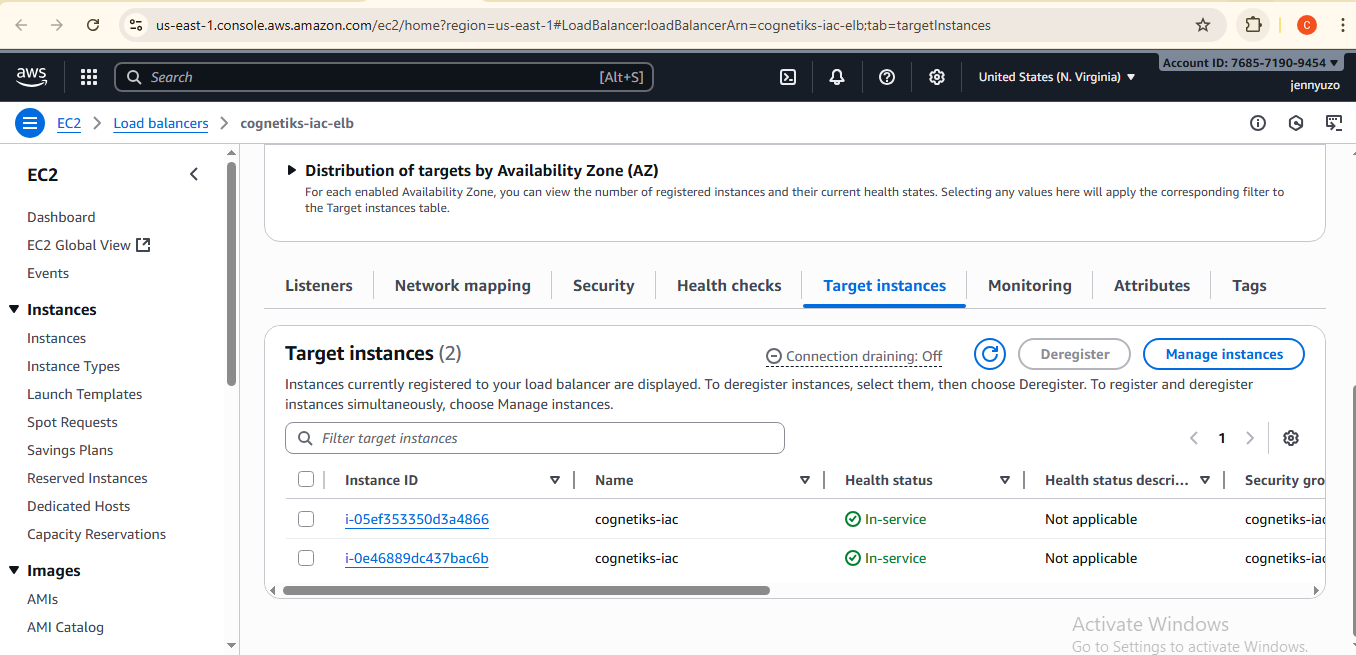 us-east-1.console.aws.amazon.com/ec2/home?region=us-east-1#LoadBalancer:loadBalancerArn=cognetiks-iac-elb;tab=targetInstances
C
aws
Search
[Alt+S]
United States (N. Virginia)
Account ID: 7685-7190-9454
jennyuzo
EC2
Load balancers
cognetiks-iac-elb
EC2
Dashboard
EC2 Global View
Events
Instances
Instances
Instance Types
Launch Templates
Spot Requests
Savings Plans
Reserved Instances
Dedicated Hosts
Capacity Reservations
Images
AMIs
AMI Catalog
Distribution of targets by Availability Zone (AZ)
For each enabled Availability Zone, you can view the number of registered instances and their current health states. Selecting any values here will apply the corresponding filter to
the Target instances table.
Listeners
Network mapping
Security
Health checks
Target instances
Monitoring
Attributes
Tags
Target instances (2)
Connection draining: Off
Deregister
Manage instances
Instances currently registered to your load balancer are displayed. To deregister instances, select them, then choose Deregister. To register and deregister
instances simultaneously, choose Manage instances.
Filter target instances
1
Instance ID
Name
Health status
Health status descri...
Security gro
i-05ef353350d3a4866
cognetiks-iac
In-service
Not applicable
cognetiks-iac
i-0e46889dc437bac6b
cognetiks-iac
In-service
Not applicable
cognetiks-iac
Activate Windows
Go to Settings to activate Windows.